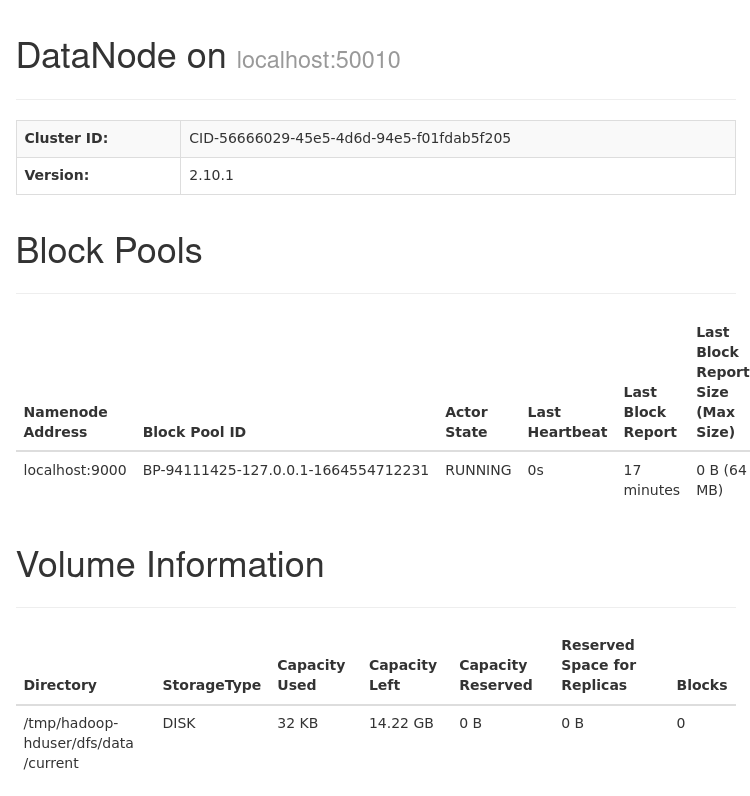 DataNode on localhost:50010
Cluster ID: CID-56666029-45e5-4d6d-94e5-f01fdab5f205
Version: 2.10.1
Block Pools
Namenode Address Block Pool ID Actor State Last Heartbeat Last Block Report Last Block Report Size (Max Size)
localhost:9000 BP-94111425-127.0.0.1-1664554712231 RUNNING 0s 17 minutes 0 B (64 MB)
Volume Information
Directory StorageType Capacity Used Capacity Left Capacity Reserved Reserved Space for Replicas Blocks
/tmp/hadoop-hduser/dfs/data/current DISK 32 KB 14.22 GB 0 B 0 B 0